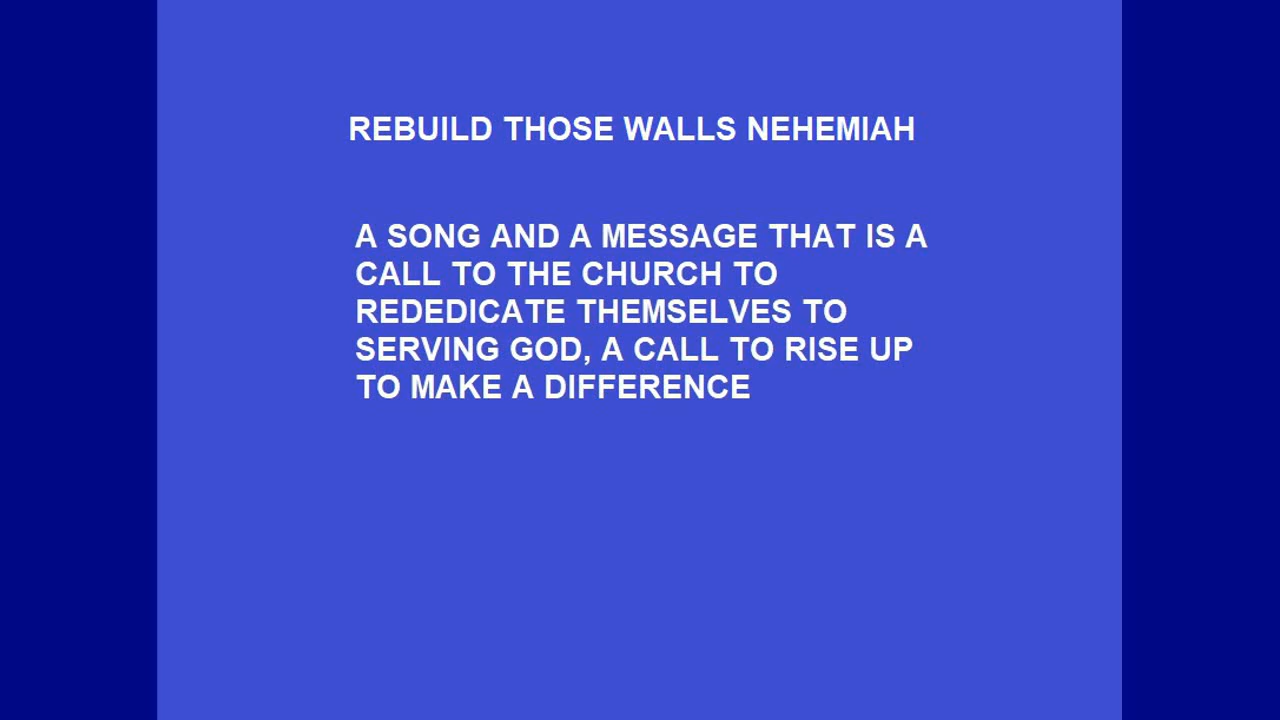 REBUILD THOSE WALLS NEHEMIAH
A SONG AND A MESSAGE THAT IS A
CALL TO THE CHURCH TO
REDEDICATE THEMSELVES TO
SERVING GOD, A CALL TO RISE UP
TO MAKE A DIFFERENCE